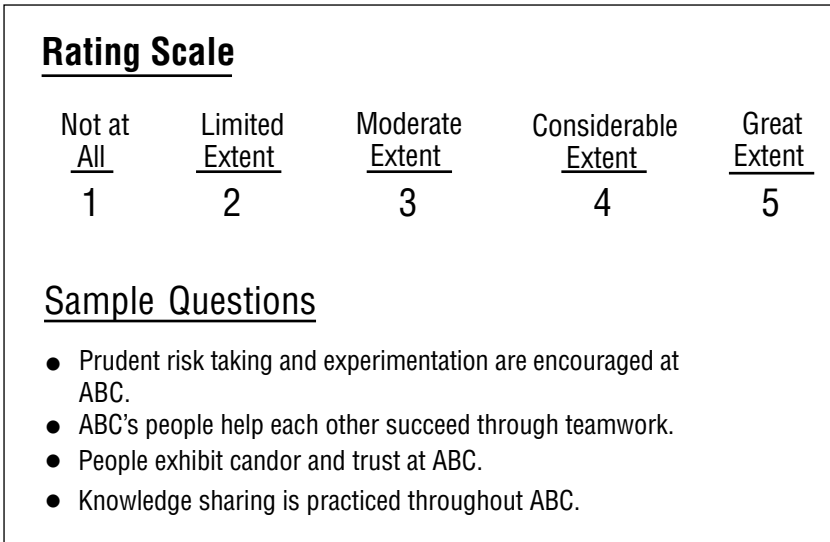 Rating Scale
Not at Limited Moderate Considerable Great
All Extent Extent Extent Extent
1 2 3 4 5
Sample Questions
● Prudent risk taking and experimentation are encouraged at
ABC.
● ABC’s people help each other succeed through teamwork.
● People exhibit candor and trust at ABC.
● Knowledge sharing is practiced throughout ABC.